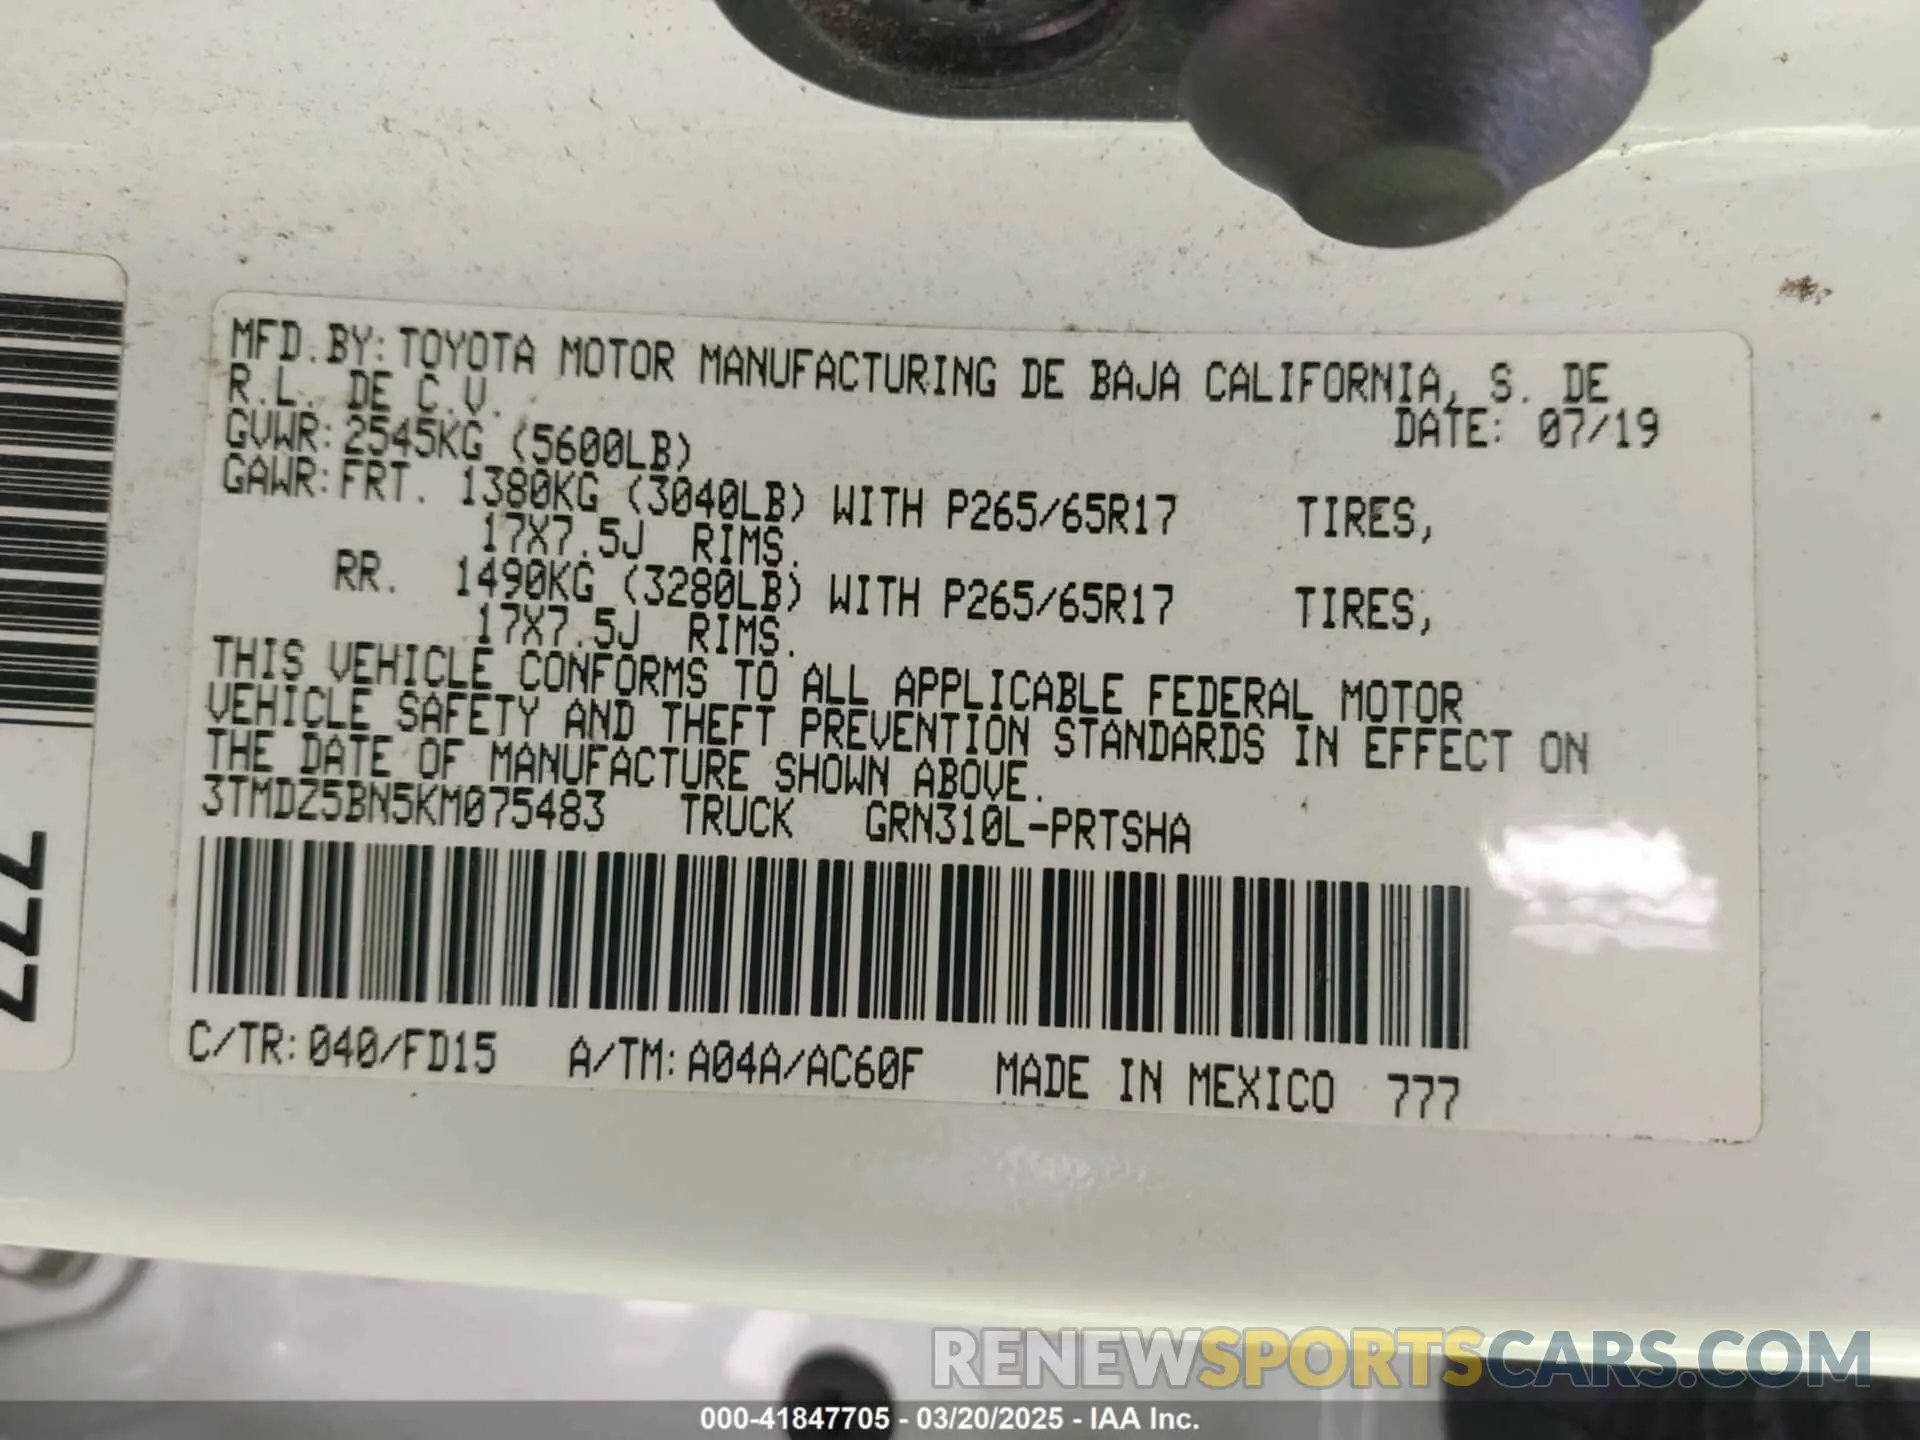 MFD.BY:TOYOTA MOTOR MANUFACTURING DE BAJA CALIFORNIA, S. DE
R.L. DE C.V.
DATE: 07/19
GVWR:2545KG (5600LB)
GAWR:FRT. 1380KG (3040LB) WITH P265/65R17 TIRES,
17X7.5J RIMS.
RR. 1490KG (3280LB) WITH P265/65R17 TIRES,
17X7.5J RIMS.
THIS VEHICLE CONFORMS TO ALL APPLICABLE FEDERAL MOTOR
VEHICLE SAFETY AND THEFT PREVENTION STANDARDS IN EFFECT ON
THE DATE OF MANUFACTURE SHOWN ABOVE.
3TMDZ5BN5KM075483 TRUCK GRN310L-PRTSHA
C/TR:040/FD15 A/TM:A04A/AC60F MADE IN MEXICO 777
777
RENEWSPORTSCARS.COM
000-41847705 - 03/20/2025 - IAA Inc.